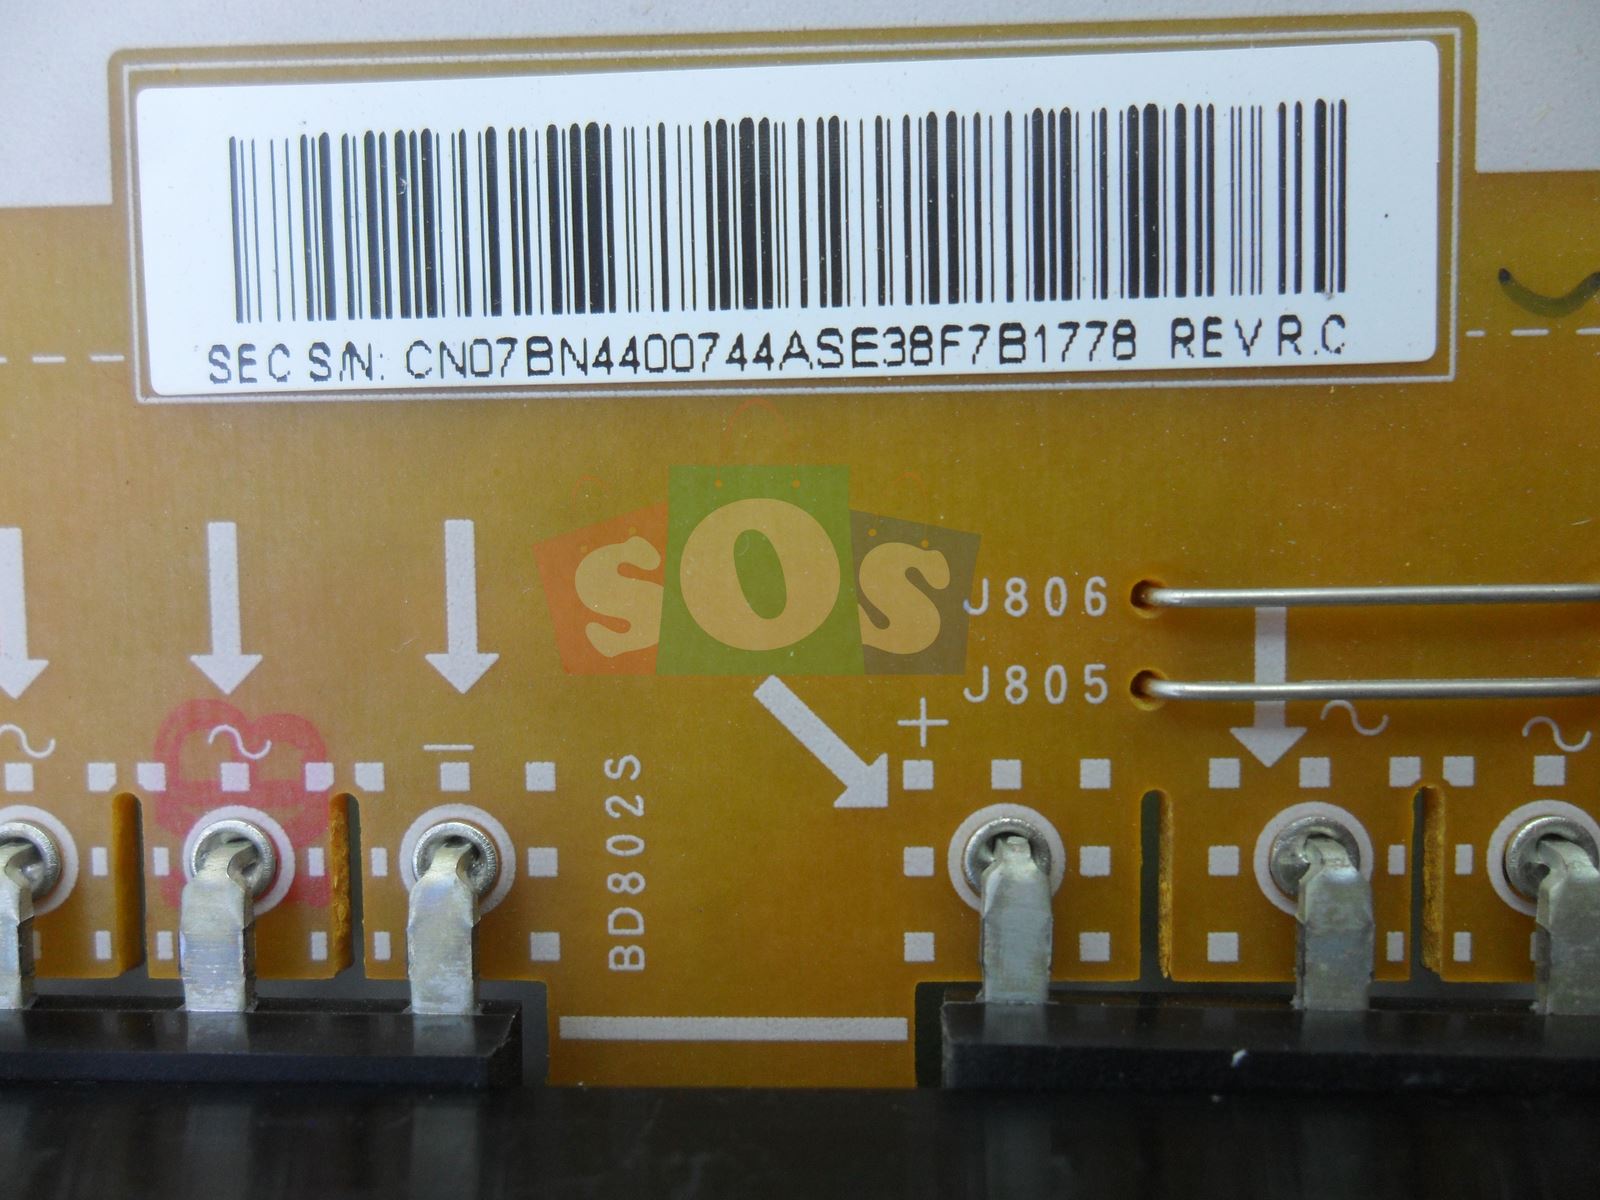 SEC S/N: CN07BN4400744ASE38F7B1778 REV R.C
SOS
J806
J805
~
~
—
+
~
~
BD802S